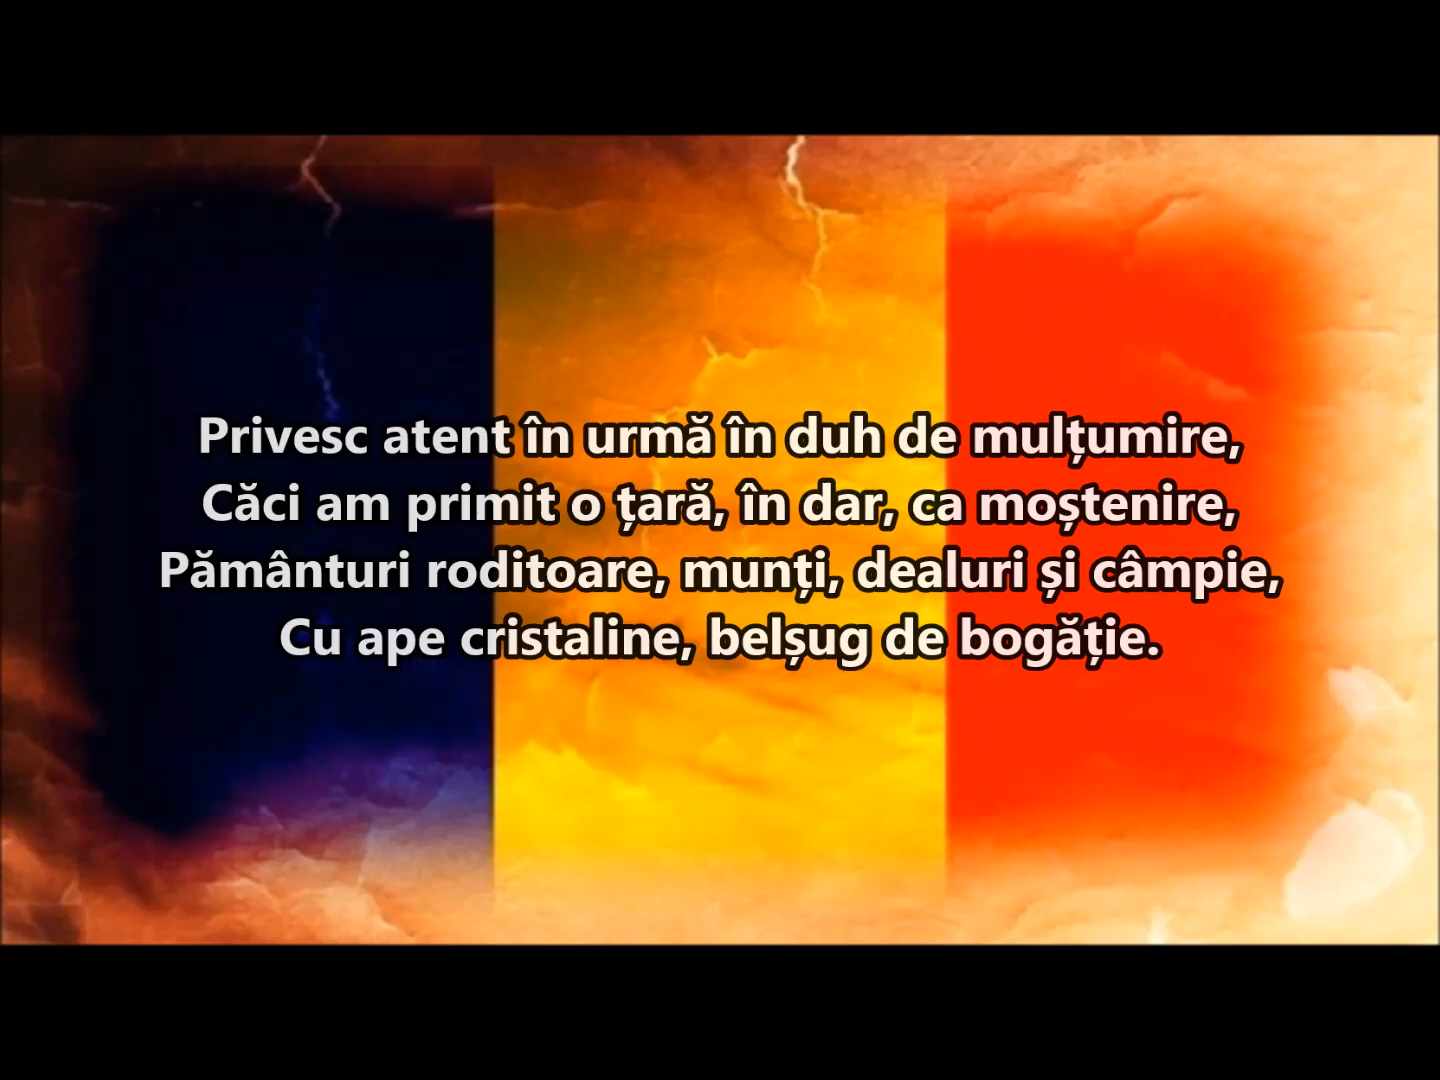 Privesc atent în urmă în duh de mulțumire,
Căci am primit o țară, în dar, ca moștenire,
Pământuri roditoare, munți, dealuri și câmpie,
Cu ape cristaline, belșug de bogăție.